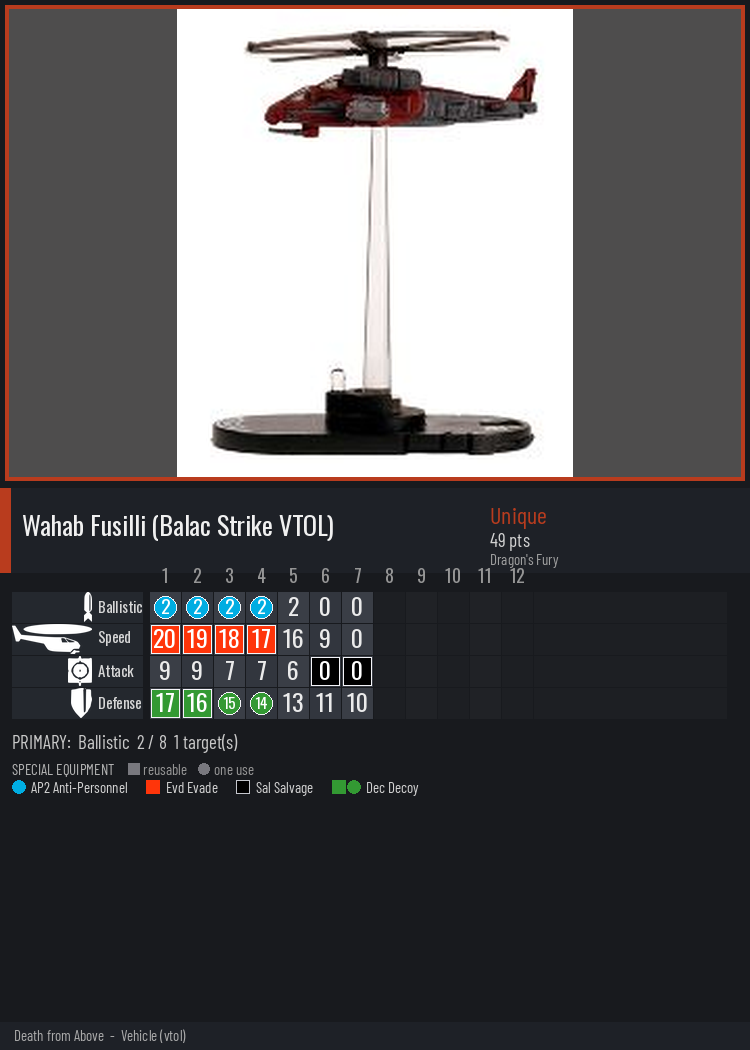 Wahab Fusilli (Balac Strike VTOL)
Unique
49 pts
Dragon's Fury
1 2 3 4 5 6 7 8 9 10 11 12
Ballistic 2 2 2 2 2 0 0
Speed 20 19 18 17 16 9 0
Attack 9 9 7 7 6 0 0
Defense 17 16 15 14 13 11 10
PRIMARY: Ballistic 2 / 8 1 target(s)
SPECIAL EQUIPMENT reusable one use
AP2 Anti-Personnel Evd Evade Sal Salvage Dec Decoy
Death from Above - Vehicle (vtol)